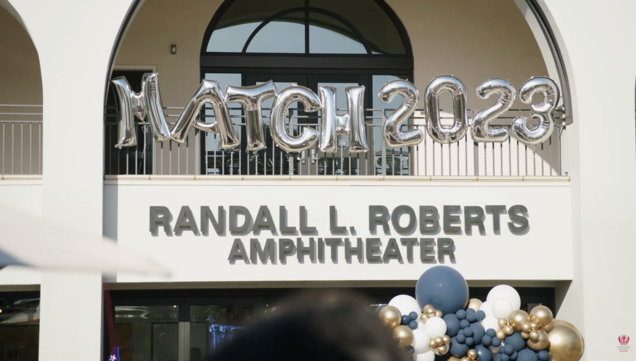 MATCH 2023
RANDALL L. ROBERTS
AMPHITHEATER